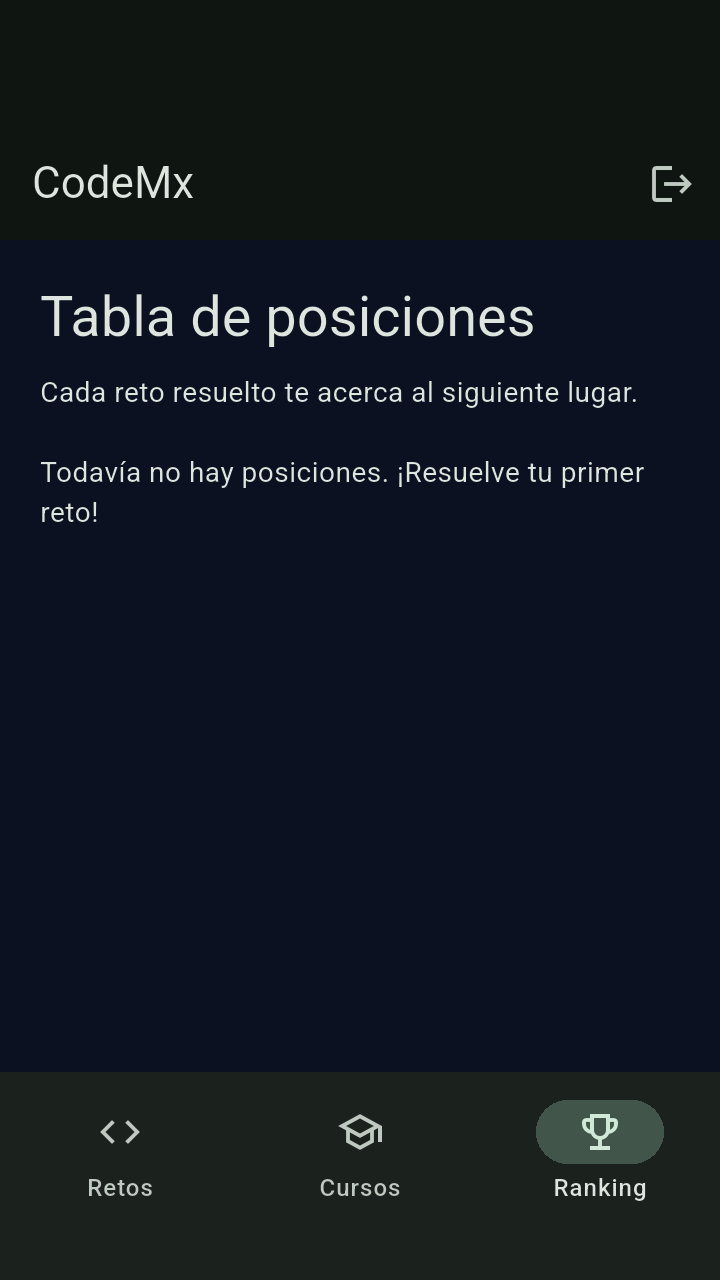 CodeMx
Tabla de posiciones
Cada reto resuelto te acerca al siguiente lugar.
Todavía no hay posiciones. ¡Resuelve tu primer
reto!
Retos
Cursos
Ranking